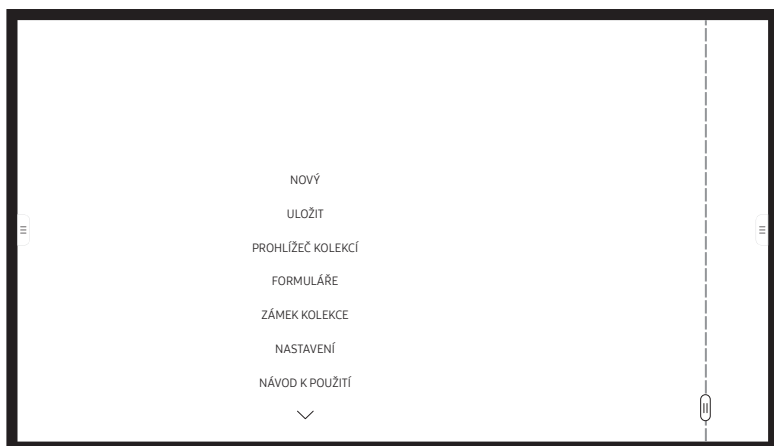 NOVÝ
ULOŽIT
PROHLÍŽEČ KOLEKCÍ
FORMULÁŘE
ZÁMEK KOLEKCE
NASTAVENÍ
NÁVOD K POUŽITÍ